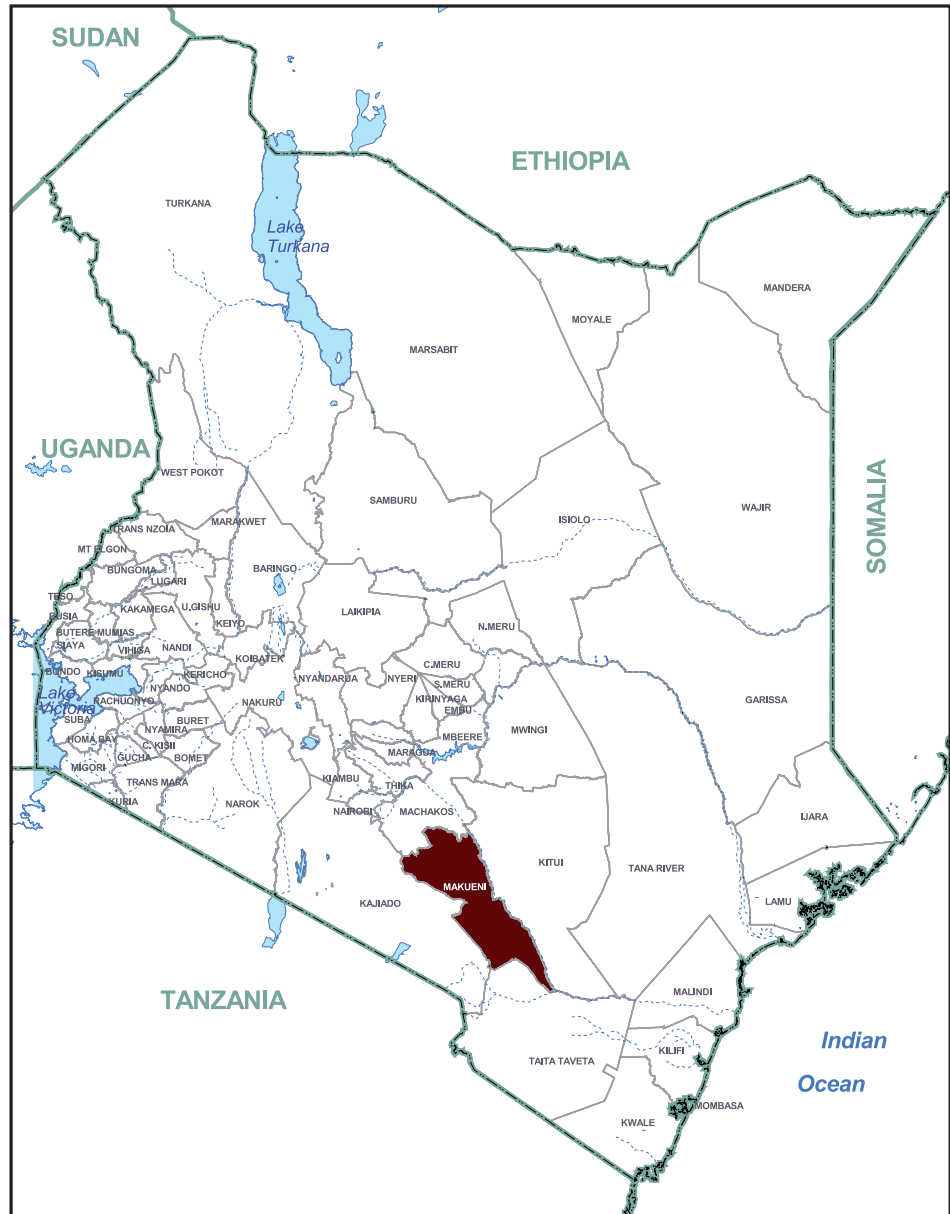 SUDAN
ETHIOPIA
TURKANA
Lake
Turkana
MANDERA
MOYALE
MARSABIT
UGANDA
WEST POKOT
SOMALIA
SAMBURU
WAJIR
ISIOLO
MARAKWET
TRANS NZOIA
MT ELGON
BUNGOMA
BARINGO
LUGARI
TESO
KAKAMEGA
U.GISHU
LAIKIPIA
BUSIA
KEIYO
N.MERU
BUTERE MUMIAS
SIAYA
VIHIGA
NANDI
KOIBATEK
C.MERU
BONDO
KISUMU
KERICHO
NYANDARUA
NYERI
S.MERU
NYANDO
Lake
Victoria
RACHUONYO
NAKURU
KIRINYAGA
EMBU
GARISSA
SUBA
BURET
NYAMIRA
MBEERE
MWINGI
HOMA BAY
C. KISII
GUCHA
BOMET
MARAGUA
MIGORI
TRANS MARA
KIAMBU
THIKA
KURIA
NAROK
NAIROBI
MACHAKOS
IJARA
KITUI
TANA RIVER
MAKUENI
KAJIADO
LAMU
TANZANIA
MALINDI
Indian
KILIFI
TAITA TAVETA
Ocean
MOMBASA
KWALE